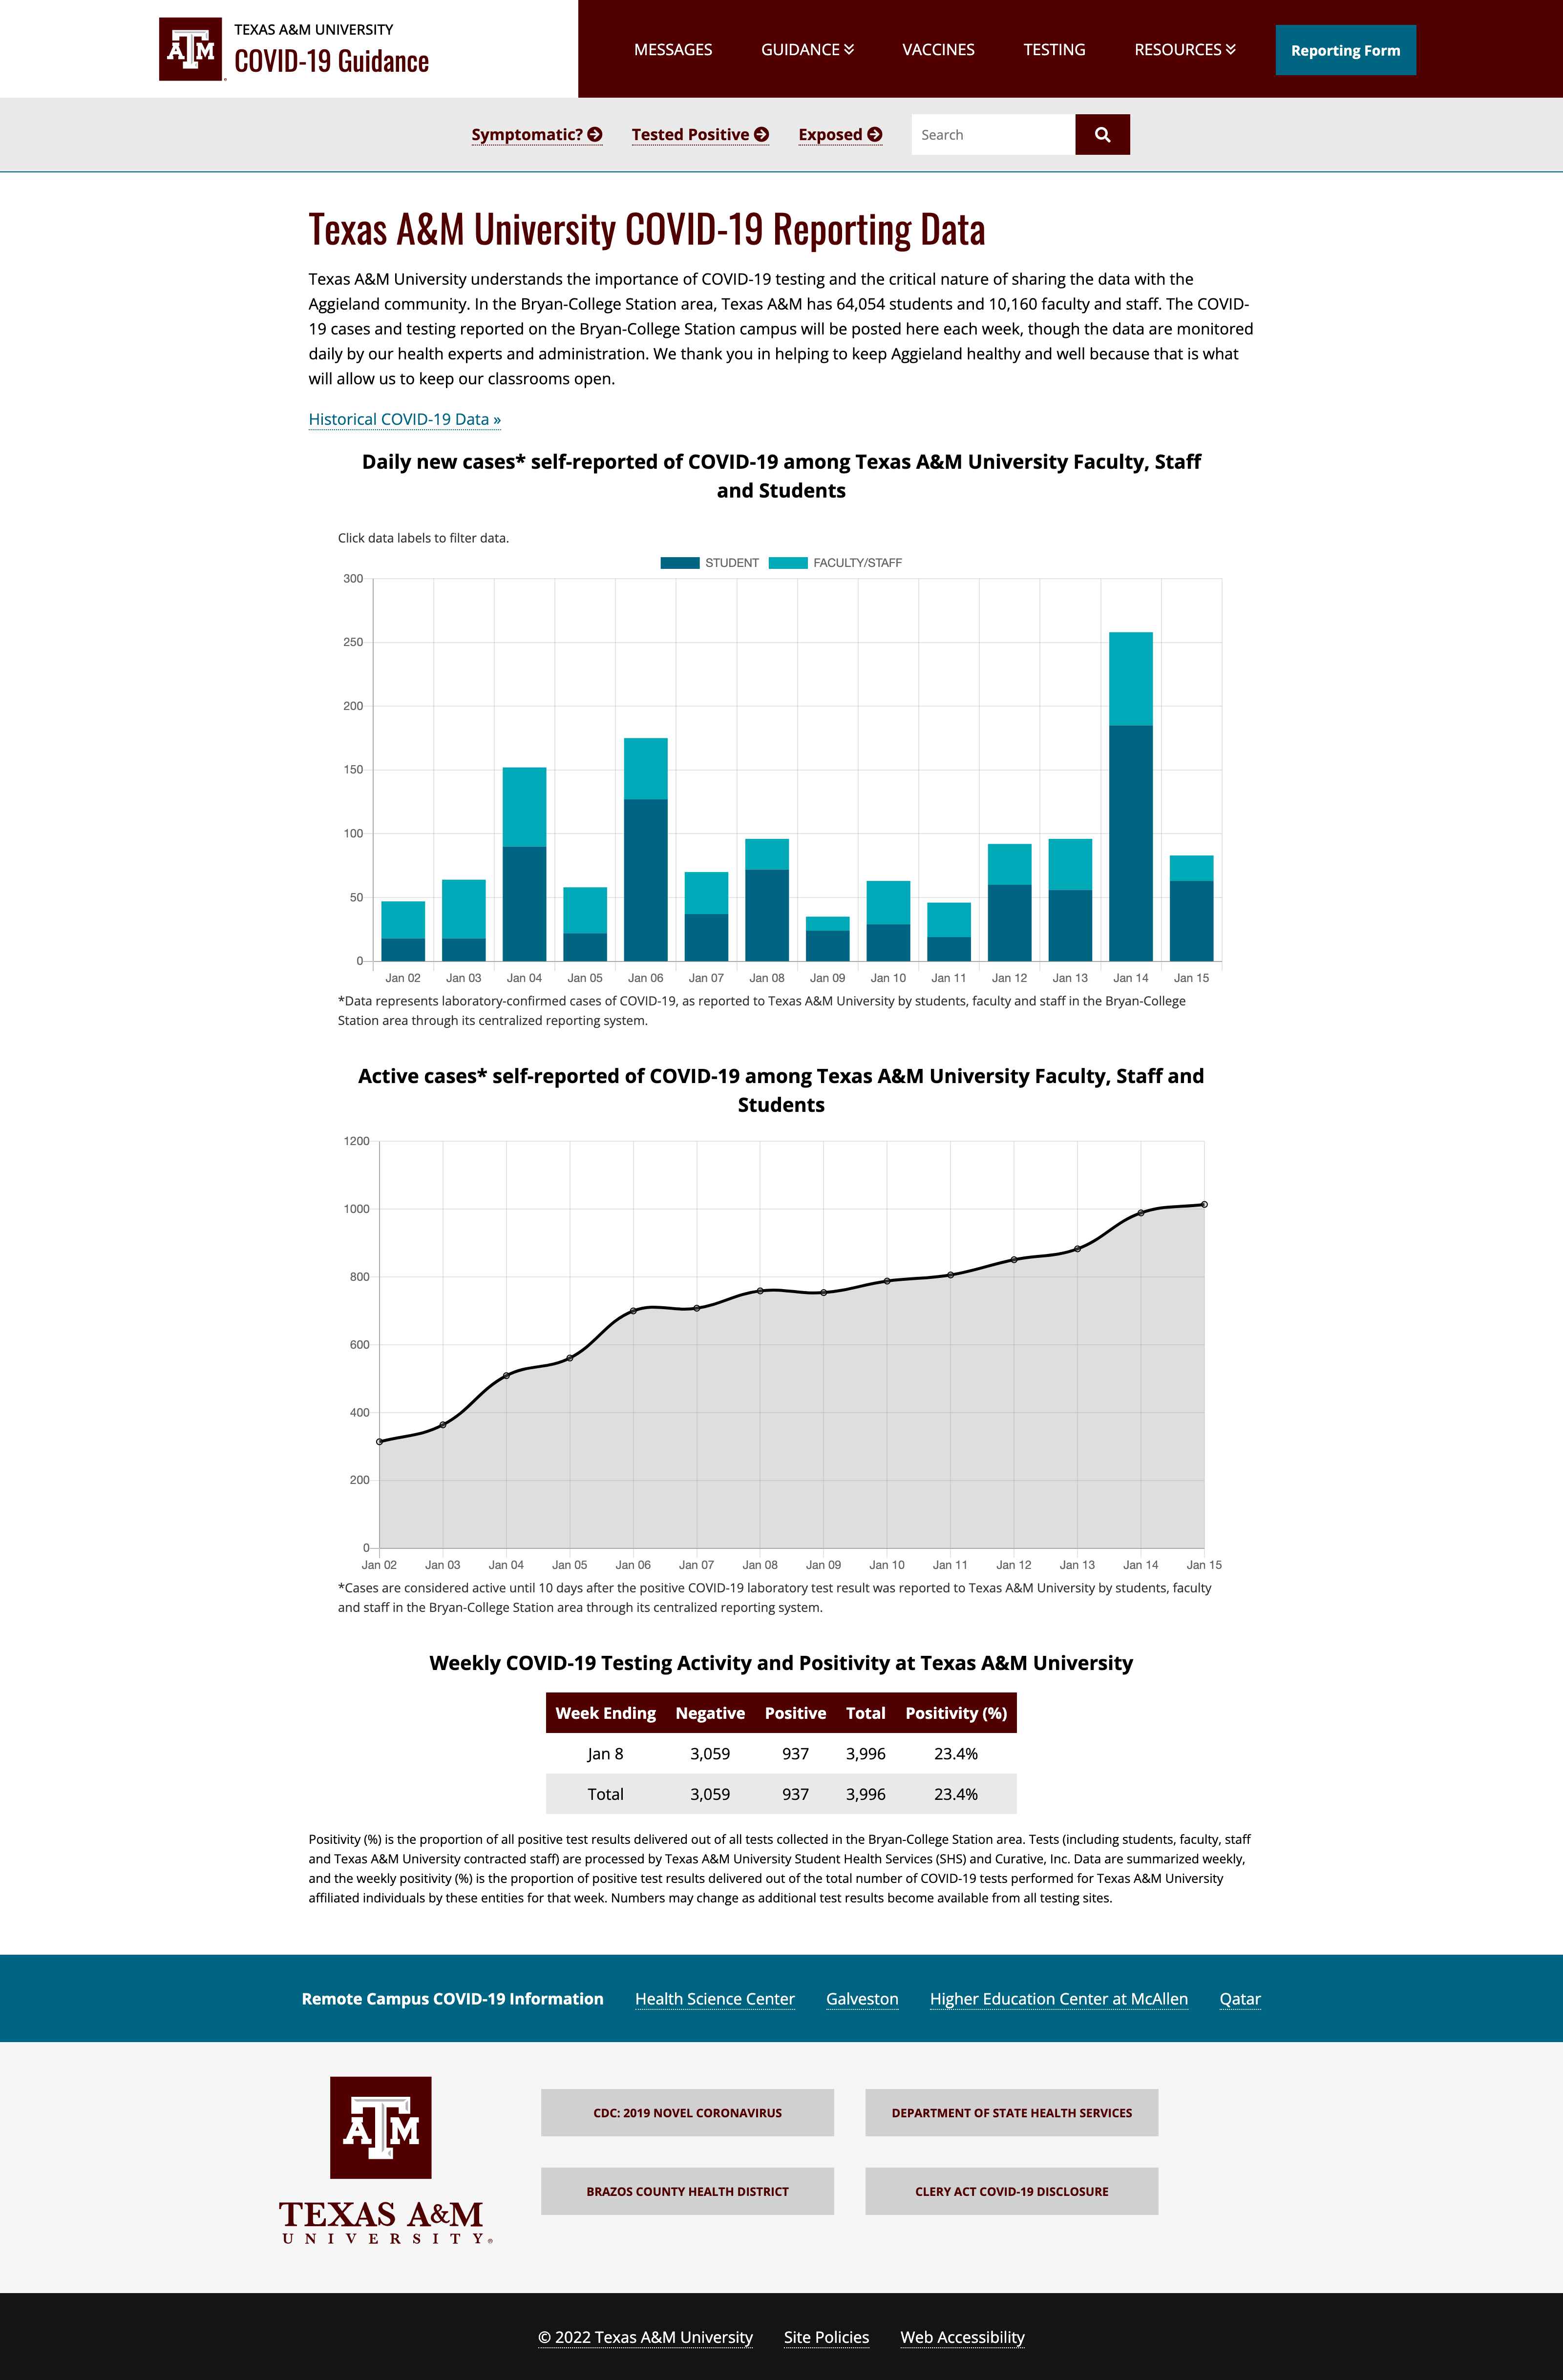 TEXAS A&M UNIVERSITY
COVID-19 Guidance
MESSAGES
GUIDANCE
VACCINES
TESTING
RESOURCES
Reporting Form
Symptomatic?
Tested Positive
Exposed
Search
Texas A&M University COVID-19 Reporting Data
Texas A&M University understands the importance of COVID-19 testing and the critical nature of sharing the data with the
Aggieland community. In the Bryan-College Station area, Texas A&M has 64,054 students and 10,160 faculty and staff. The COVID-
19 cases and testing reported on the Bryan-College Station campus will be posted here each week, though the data are monitored
daily by our health experts and administration. We thank you in helping to keep Aggieland healthy and well because that is what
will allow us to keep our classrooms open.
Historical COVID-19 Data »
Daily new cases* self-reported of COVID-19 among Texas A&M University Faculty, Staff
and Students
Click data labels to filter data.
STUDENT FACULTY/STAFF
300
250
200
150
100
50
0
Jan 02 Jan 03 Jan 04 Jan 05 Jan 06 Jan 07 Jan 08 Jan 09 Jan 10 Jan 11 Jan 12 Jan 13 Jan 14 Jan 15
*Data represents laboratory-confirmed cases of COVID-19, as reported to Texas A&M University by students, faculty and staff in the Bryan-College
Station area through its centralized reporting system.
Active cases* self-reported of COVID-19 among Texas A&M University Faculty, Staff and
Students
1200
1000
800
600
400
200
0
Jan 02 Jan 03 Jan 04 Jan 05 Jan 06 Jan 07 Jan 08 Jan 09 Jan 10 Jan 11 Jan 12 Jan 13 Jan 14 Jan 15
*Cases are considered active until 10 days after the positive COVID-19 laboratory test result was reported to Texas A&M University by students, faculty
and staff in the Bryan-College Station area through its centralized reporting system.
Weekly COVID-19 Testing Activity and Positivity at Texas A&M University
Week Ending Negative Positive Total Positivity (%)
Jan 8 3,059 937 3,996 23.4%
Total 3,059 937 3,996 23.4%
Positivity (%) is the proportion of all positive test results delivered out of all tests collected in the Bryan-College Station area. Tests (including students, faculty, staff
and Texas A&M University contracted staff) are processed by Texas A&M University Student Health Services (SHS) and Curative, Inc. Data are summarized weekly,
and the weekly positivity (%) is the proportion of positive test results delivered out of the total number of COVID-19 tests performed for Texas A&M University
affiliated individuals by these entities for that week. Numbers may change as additional test results become available from all testing sites.
Remote Campus COVID-19 Information Health Science Center Galveston Higher Education Center at McAllen Qatar
ATM
TEXAS A&M
UNIVERSITY®
CDC: 2019 NOVEL CORONAVIRUS
DEPARTMENT OF STATE HEALTH SERVICES
BRAZOS COUNTY HEALTH DISTRICT
CLERY ACT COVID-19 DISCLOSURE
© 2022 Texas A&M University Site Policies Web Accessibility